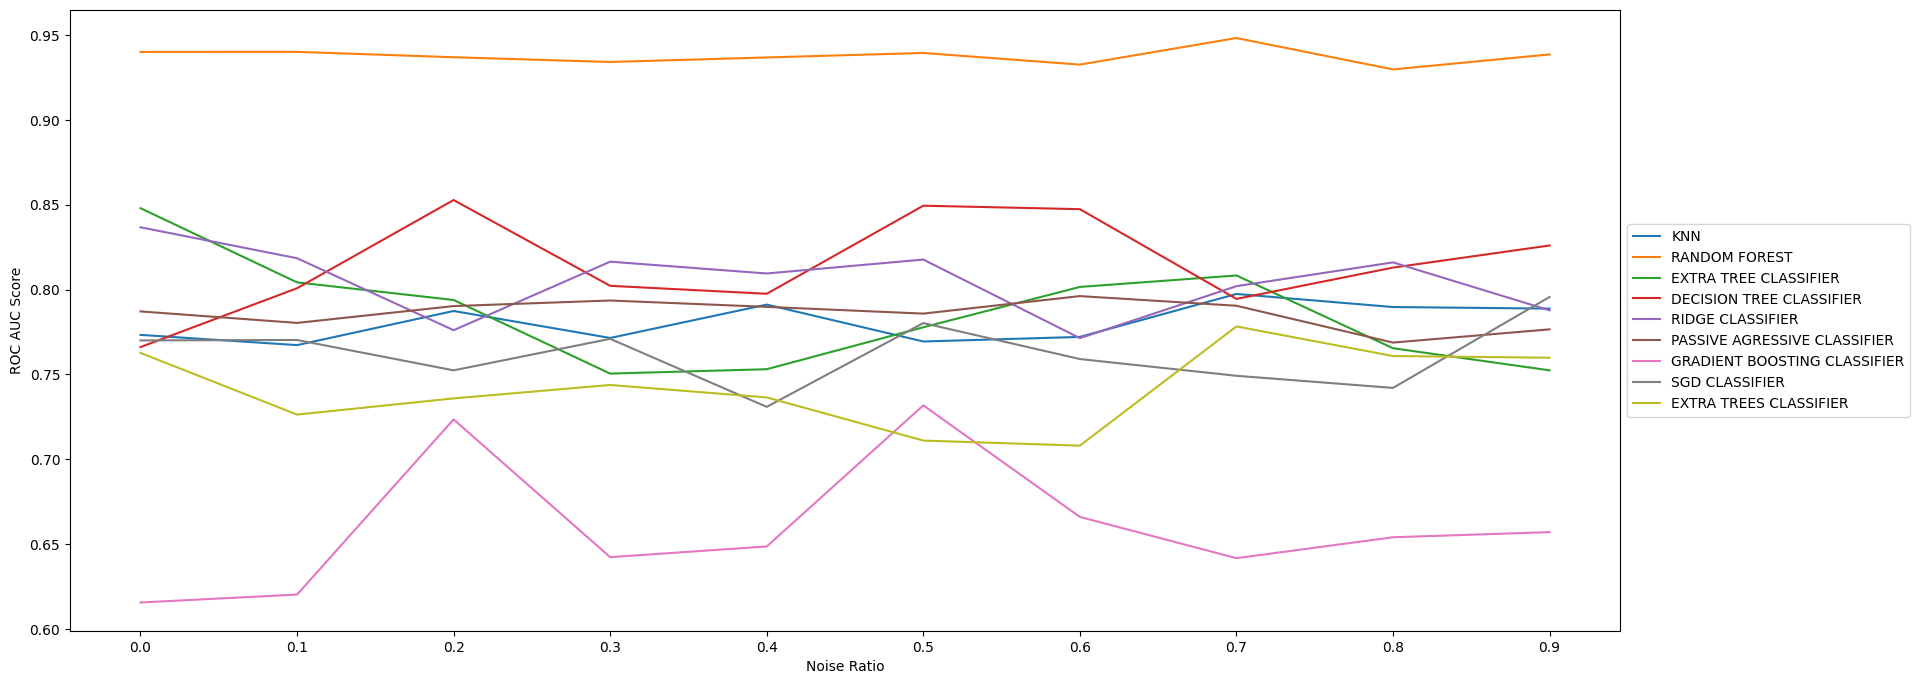 0.95
0.90
0.85
0.80
0.75
0.70
0.65
0.60
ROC AUC Score
0.0 0.1 0.2 0.3 0.4 0.5 0.6 0.7 0.8 0.9
Noise Ratio
KNN
RANDOM FOREST
EXTRA TREE CLASSIFIER
DECISION TREE CLASSIFIER
RIDGE CLASSIFIER
PASSIVE AGRESSIVE CLASSIFIER
GRADIENT BOOSTING CLASSIFIER
SGD CLASSIFIER
EXTRA TREES CLASSIFIER